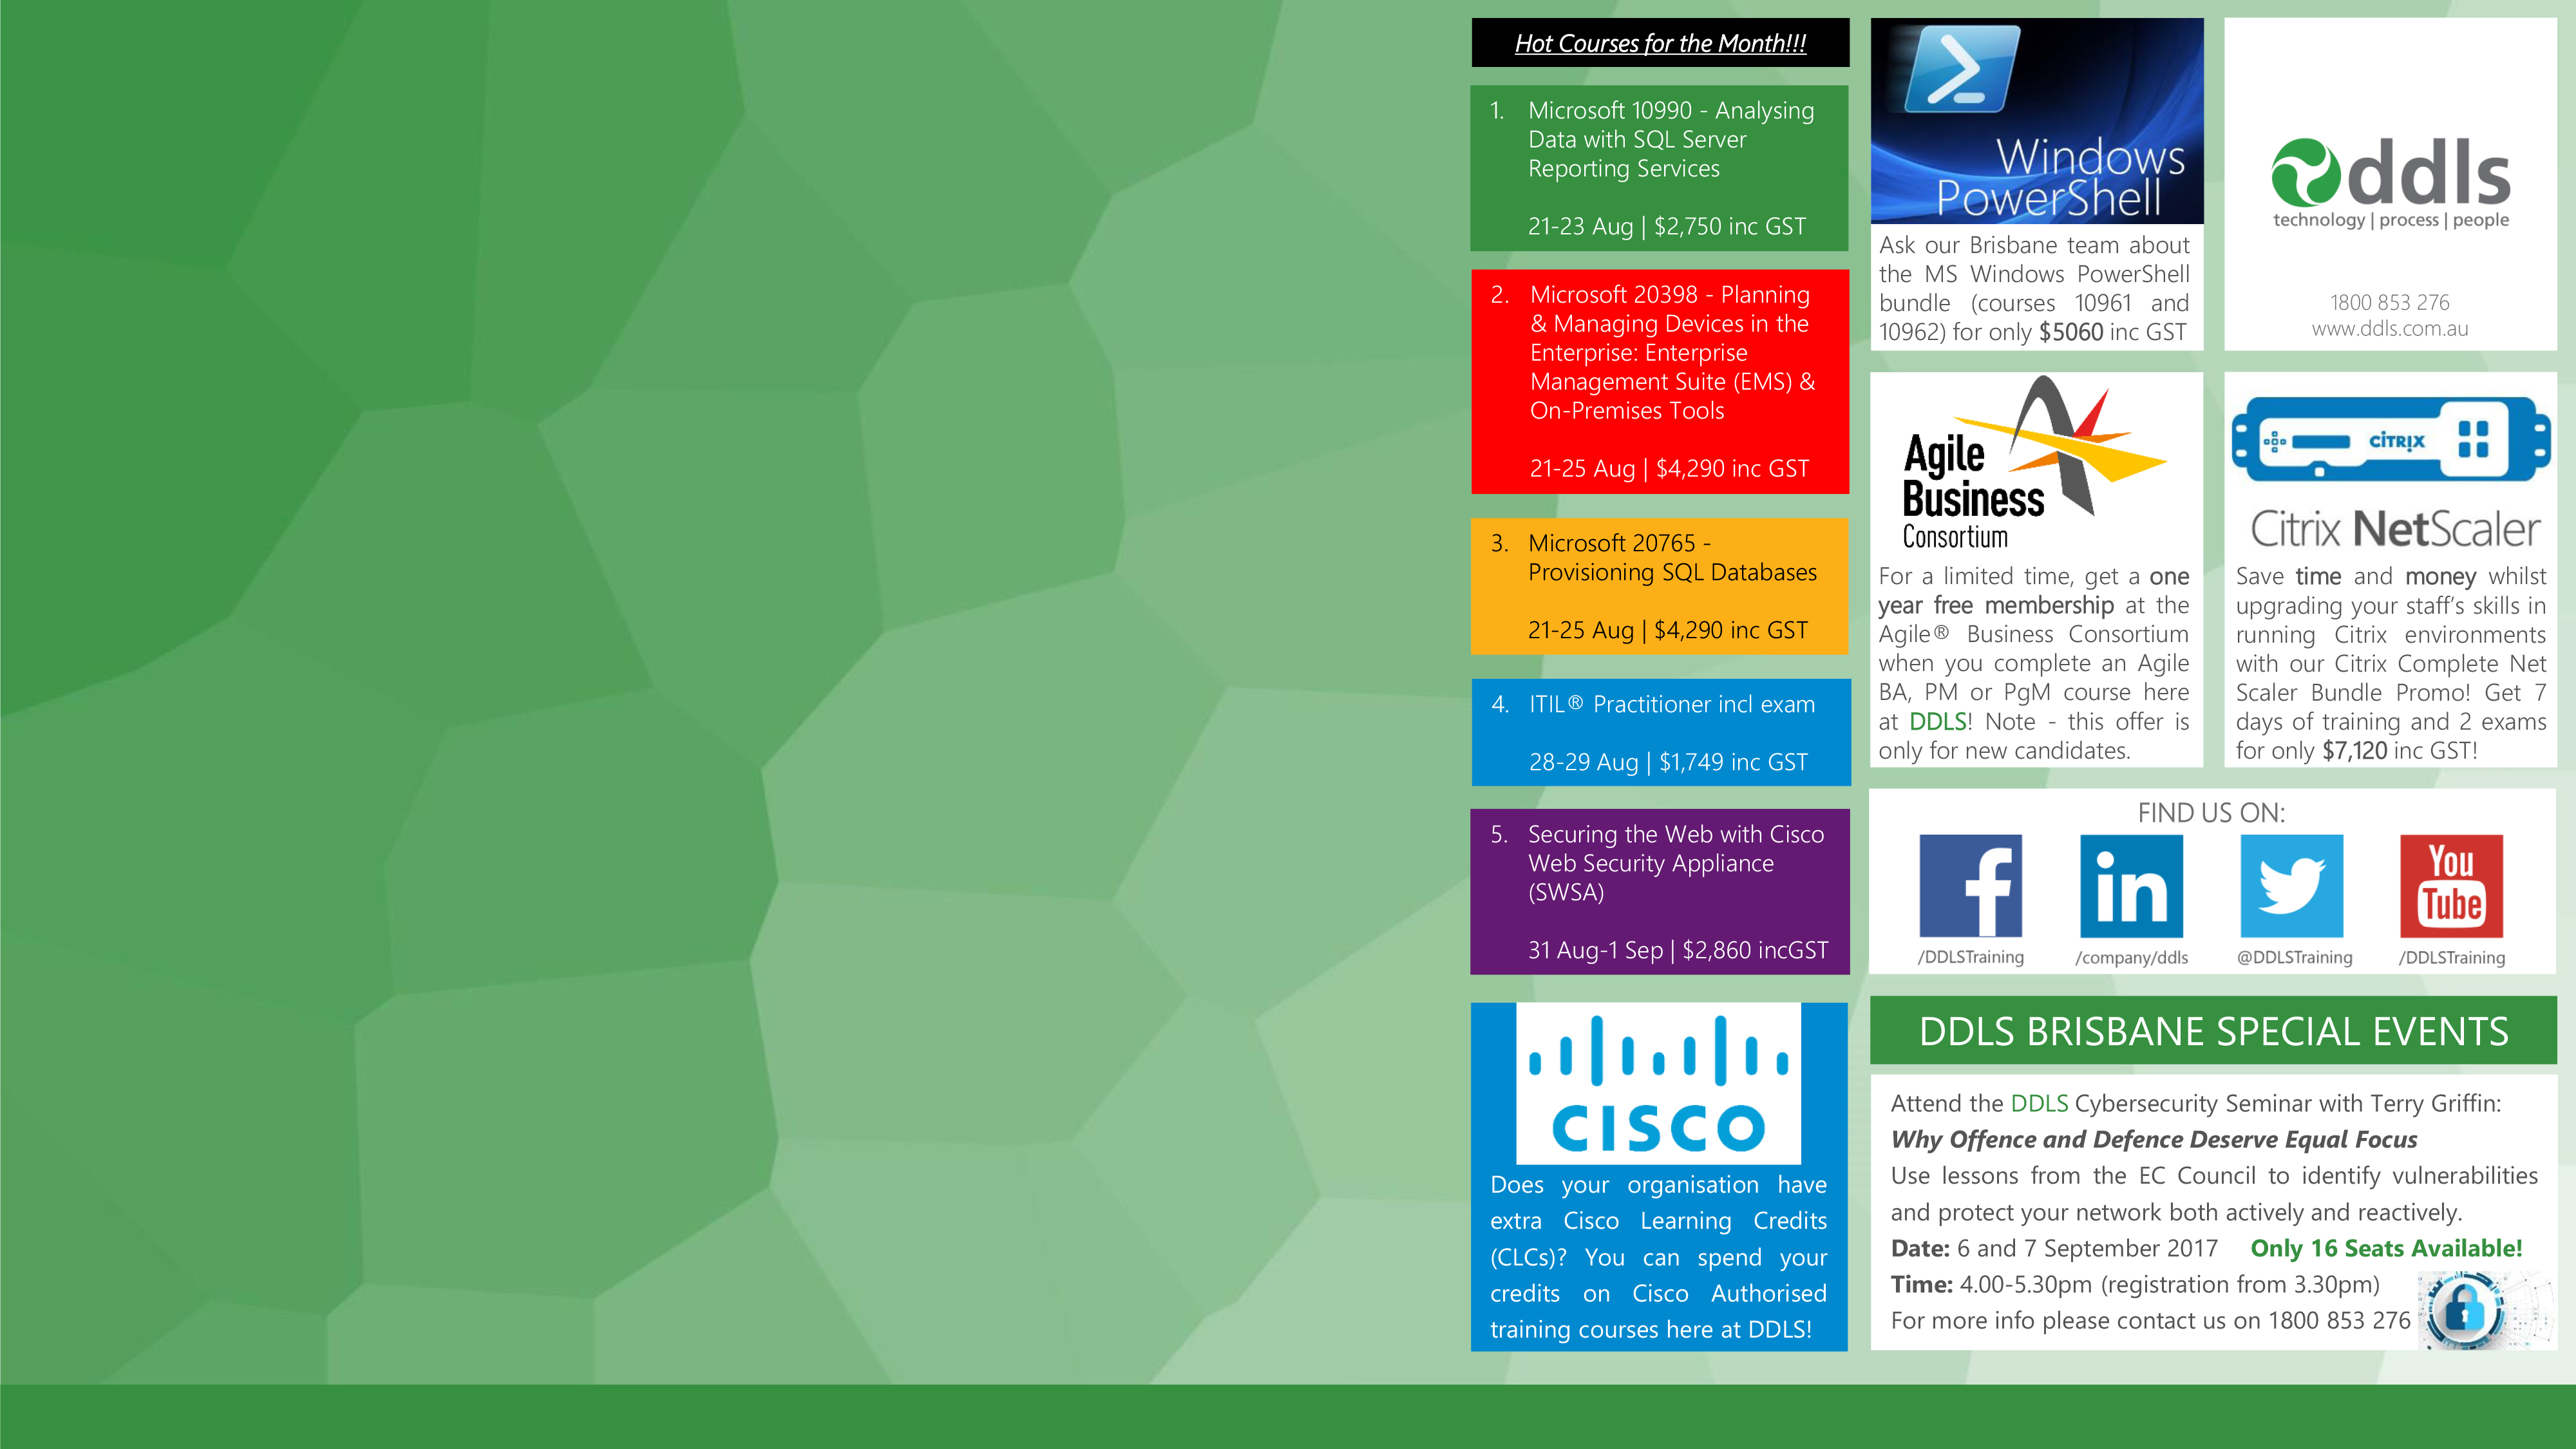 Hot Courses for the Month!!!
1. Microsoft 10990 - Analysing
Data with SQL Server
Reporting Services
21-23 Aug | $2,750 inc GST
2. Microsoft 20398 - Planning
& Managing Devices in the
Enterprise: Enterprise
Management Suite (EMS) &
On-Premises Tools
21-25 Aug | $4,290 inc GST
3. Microsoft 20765 -
Provisioning SQL Databases
21-25 Aug | $4,290 inc GST
4. ITIL® Practitioner incl exam
28-29 Aug | $1,749 inc GST
5. Securing the Web with Cisco
Web Security Appliance
(SWSA)
31 Aug-1 Sep | $2,860 incGST
CISCO
Does your organisation have
extra Cisco Learning Credits
(CLCs)? You can spend your
credits on Cisco Authorised
training courses here at DDLS!
Windows
PowerShell
Ask our Brisbane team about
the MS Windows PowerShell
bundle (courses 10961 and
10962) for only $5060 inc GST
ddls
technology | process | people
1800 853 276
www.ddls.com.au
Agile
Business
Consortium
For a limited time, get a one
year free membership at the
Agile® Business Consortium
when you complete an Agile
BA, PM or PgM course here
at DDLS! Note - this offer is
only for new candidates.
CITRIX
Citrix NetScaler
Save time and money whilst
upgrading your staff's skills in
running Citrix environments
with our Citrix Complete Net
Scaler Bundle Promo! Get 7
days of training and 2 exams
for only $7,120 inc GST!
FIND US ON:
f
in
You
Tube
/DDLSTraining
/company/ddls
@DDLSTraining
/DDLSTraining
DDLS BRISBANE SPECIAL EVENTS
Attend the DDLS Cybersecurity Seminar with Terry Griffin:
Why Offence and Defence Deserve Equal Focus
Use lessons from the EC Council to identify vulnerabilities
and protect your network both actively and reactively.
Date: 6 and 7 September 2017 Only 16 Seats Available!
Time: 4.00-5.30pm (registration from 3.30pm)
For more info please contact us on 1800 853 276